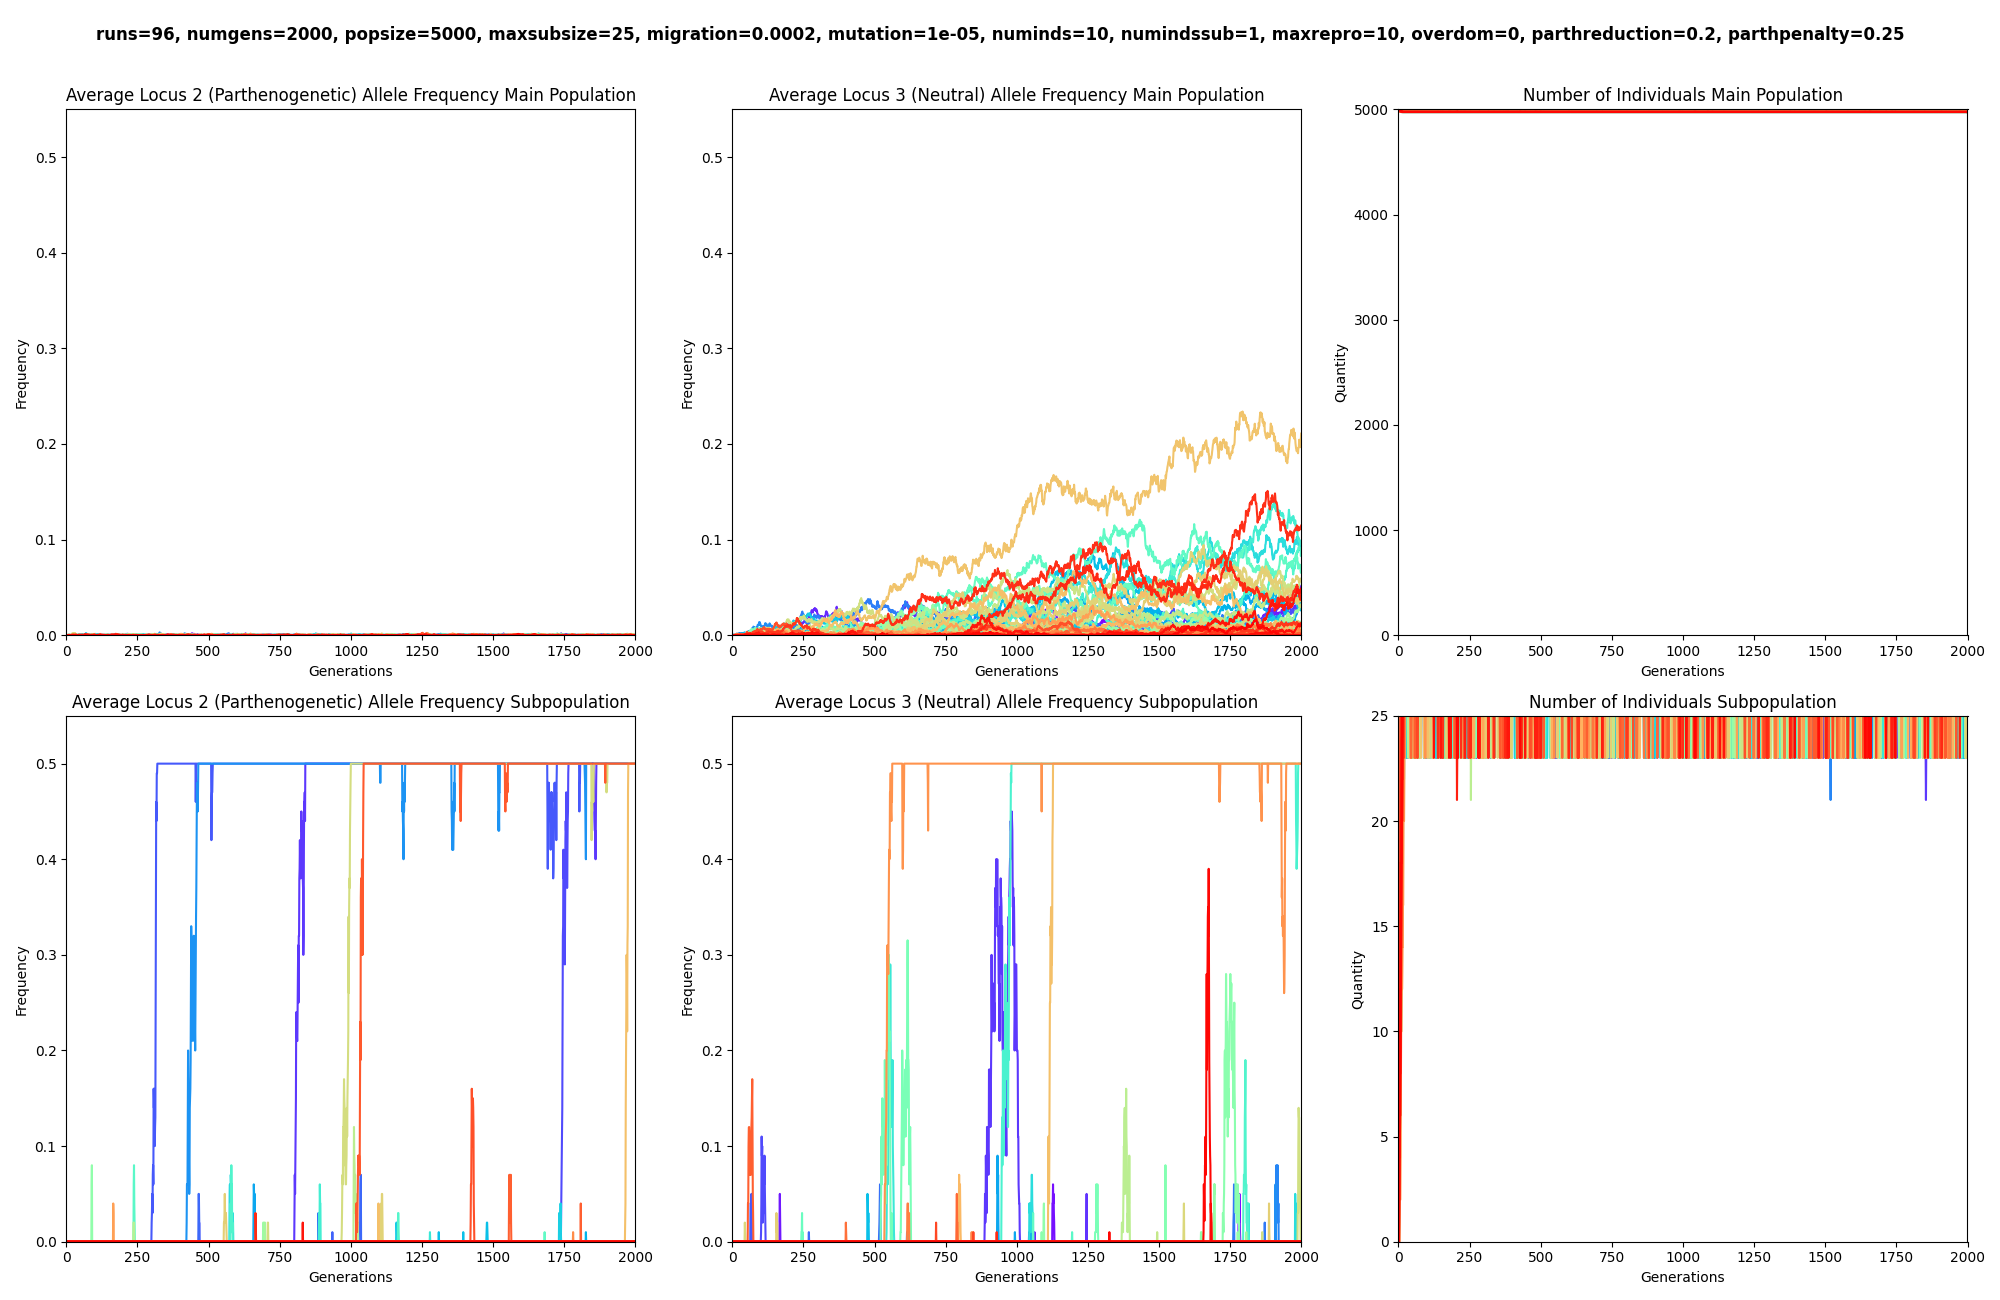 runs=96, numgens=2000, popsize=5000, maxsubsize=25, migration=0.0002, mutation=1e-05, numinds=10, numindssub=1, maxrepro=10, overdom=0, parthreduction=0.2, parthpenalty=0.25
Average Locus 2 (Parthenogenetic) Allele Frequency Main Population
0.5
0.4
0.3
0.2
0.1
0.0
Frequency
0 250 500 750 1000 1250 1500 1750 2000
Generations
Average Locus 3 (Neutral) Allele Frequency Main Population
0.5
0.4
0.3
0.2
0.1
0.0
Frequency
0 250 500 750 1000 1250 1500 1750 2000
Generations
Number of Individuals Main Population
5000
4000
3000
2000
1000
0
Quantity
0 250 500 750 1000 1250 1500 1750 2000
Generations
Average Locus 2 (Parthenogenetic) Allele Frequency Subpopulation
0.5
0.4
0.3
0.2
0.1
0.0
Frequency
0 250 500 750 1000 1250 1500 1750 2000
Generations
Average Locus 3 (Neutral) Allele Frequency Subpopulation
0.5
0.4
0.3
0.2
0.1
0.0
Frequency
0 250 500 750 1000 1250 1500 1750 2000
Generations
Number of Individuals Subpopulation
25
20
15
10
5
0
Quantity
0 250 500 750 1000 1250 1500 1750 2000
Generations